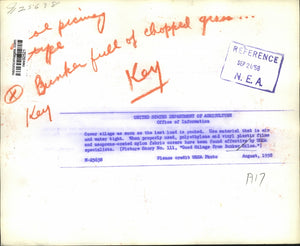 Bunker full of chopped grass...
Key
Key
REFERENCE
SEP 26/58
N.E.A.
UNITED STATES DEPARTMENT OF AGRICULTURE
Office of Information
Cover silage as soon as the last load is packed. Use material that is air
and water tight. When properly used, polyethylene and vinyl plastic films
and neoprene-coated nylon fabric covers have been found effective by USDA
specialists. (Picture Story No. 111, "Good Silage From Bunker Silos."
N-25638 Please credit USDA Photo August, 1958
A17